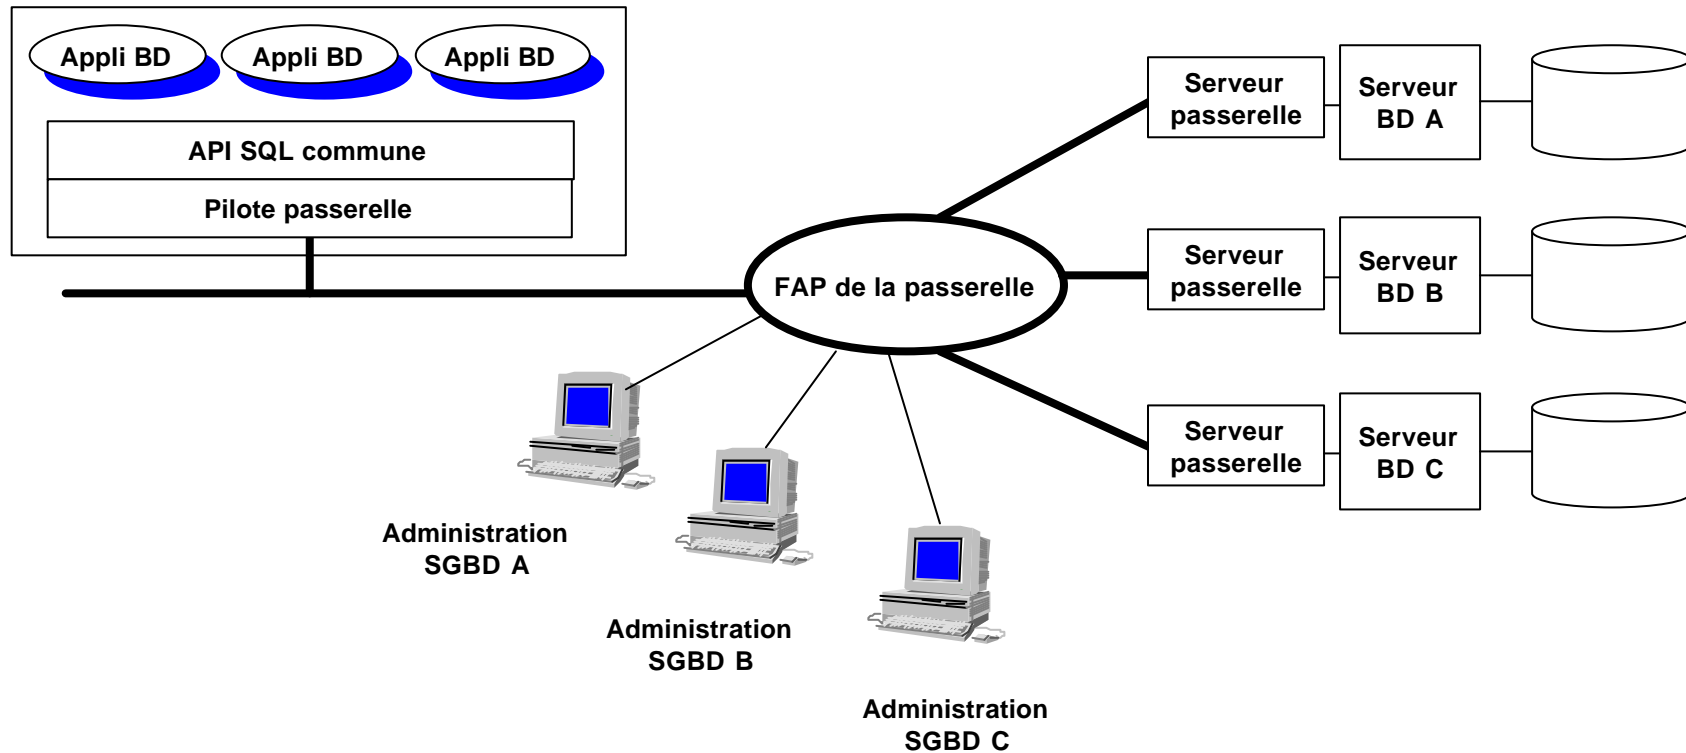 Appli BD
Appli BD
Appli BD
API SQL commune
Pilote passerelle
FAP de la passerelle
Serveur
passerelle
Serveur
BD A
Serveur
passerelle
Serveur
BD B
Serveur
passerelle
Serveur
BD C
Administration
SGBD A
Administration
SGBD B
Administration
SGBD C